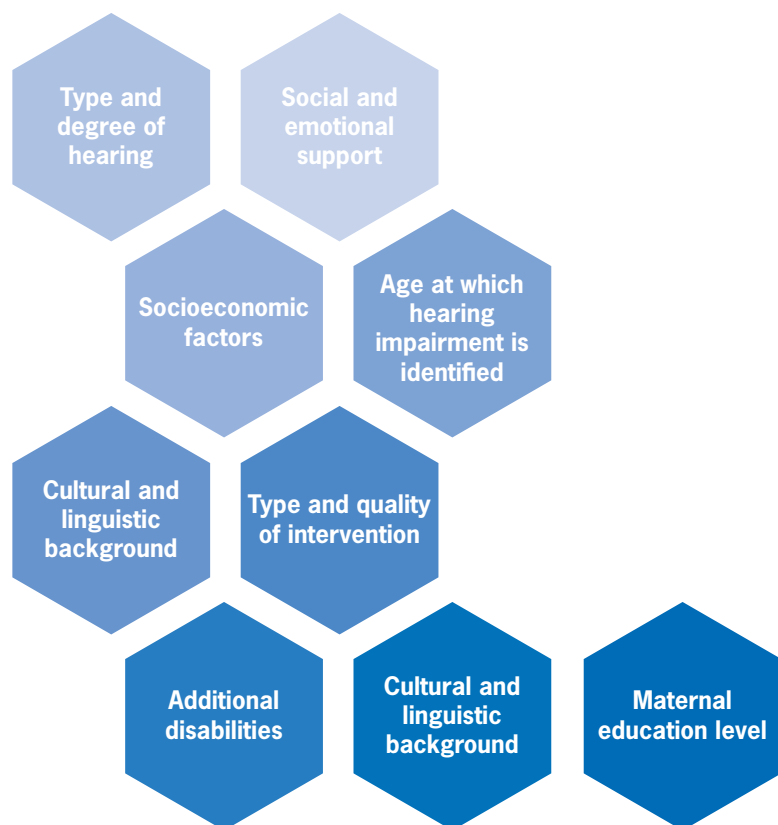 Type and
degree of
hearing
Social and
emotional
support
Socioeconomic
factors
Age at which
hearing
impairment is
identified
Cultural and
linguistic
background
Type and quality
of intervention
Additional
disabilities
Cultural and
linguistic
background
Maternal
education level